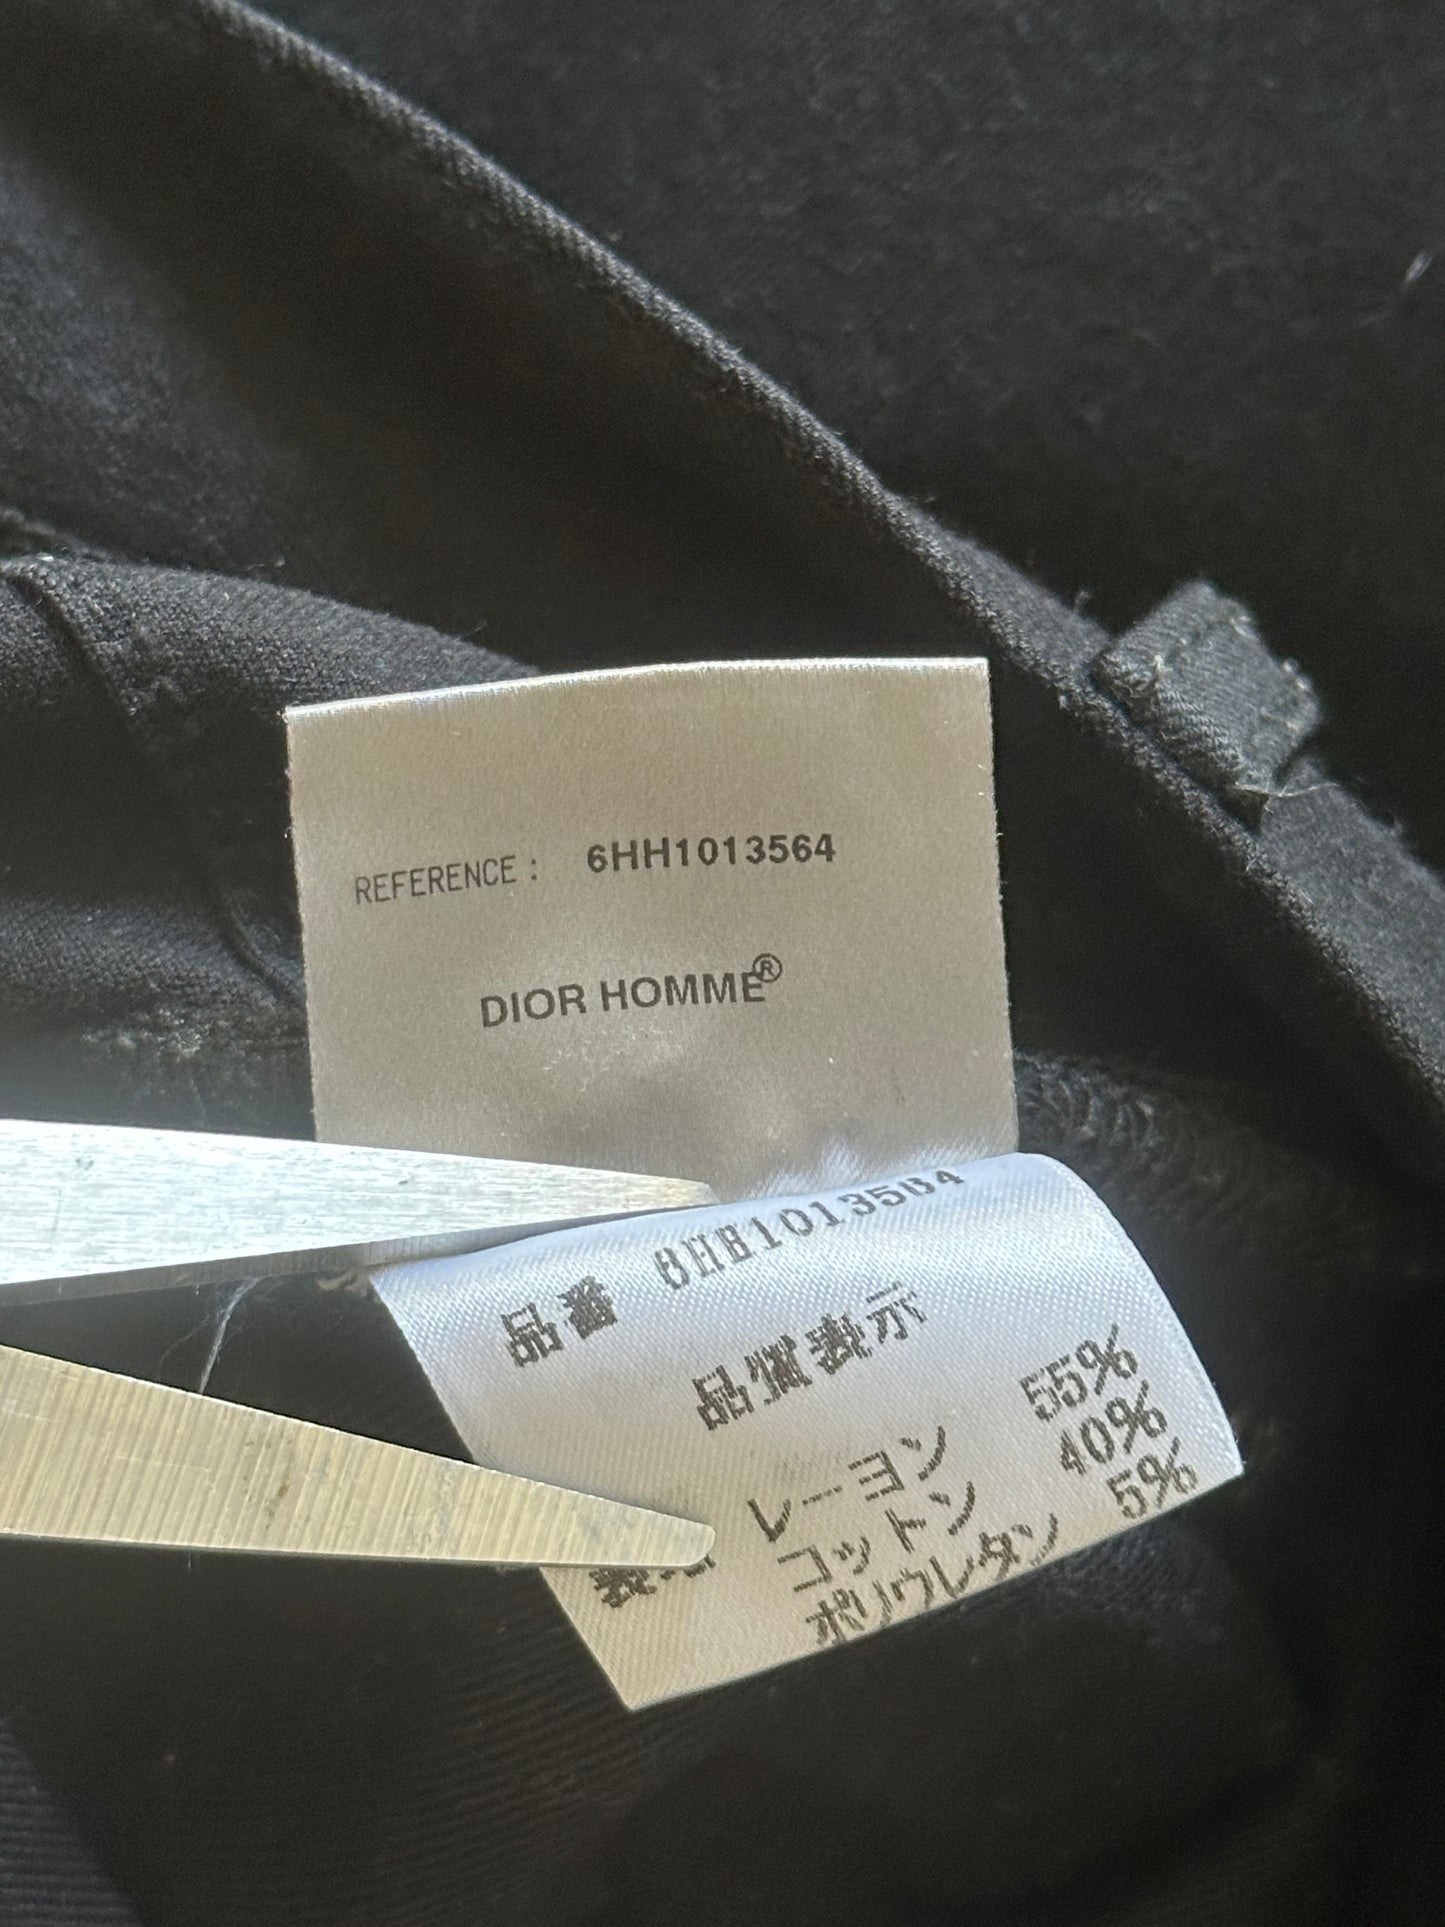 REFERENCE : 6HH1013564
DIOR HOMME®
品番 6HH1013564
品質表示
レーヨン 55%
コットン 40%
ポリウレタン 5%